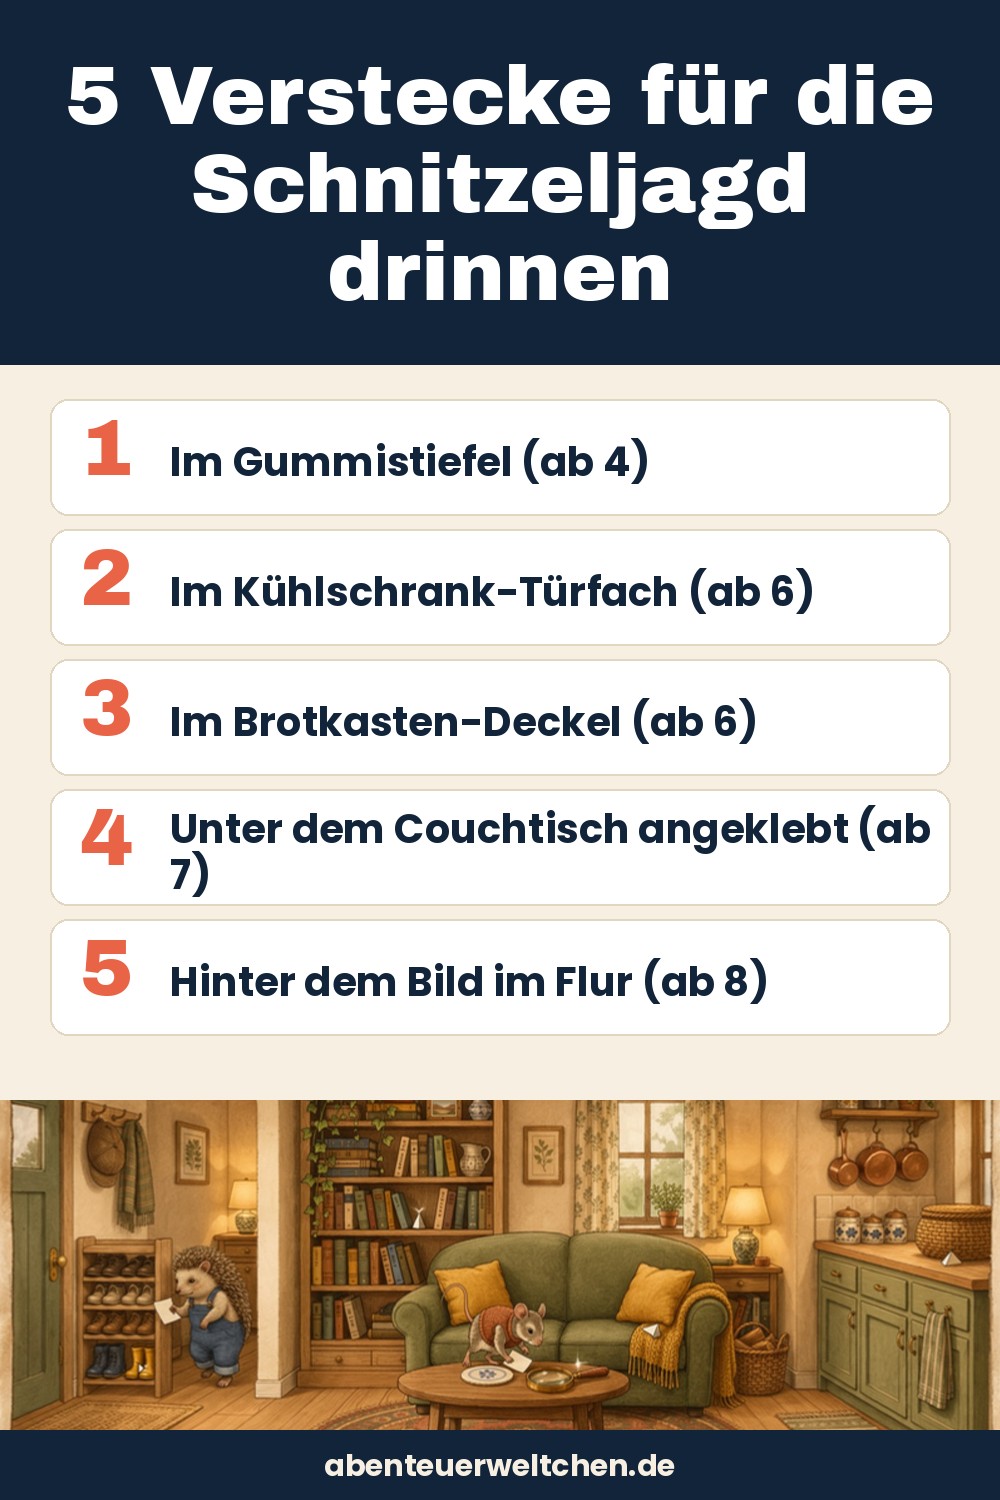 5 Verstecke für die
Schnitzeljagd
drinnen
1 Im Gummistiefel (ab 4)
2 Im Kühlschrank-Türfach (ab 6)
3 Im Brotkasten-Deckel (ab 6)
4 Unter dem Couchtisch angeklebt (ab
7)
5 Hinter dem Bild im Flur (ab 8)
abenteuerweltchen.de